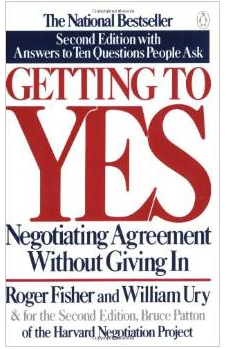 The National Bestseller
Second Edition with
Answers to Ten Questions People Ask
GETTING TO
YES
Negotiating Agreement
Without Giving In
Roger Fisher and William Ury
& for the Second Edition, Bruce Patton
of the Harvard Negotiation Project